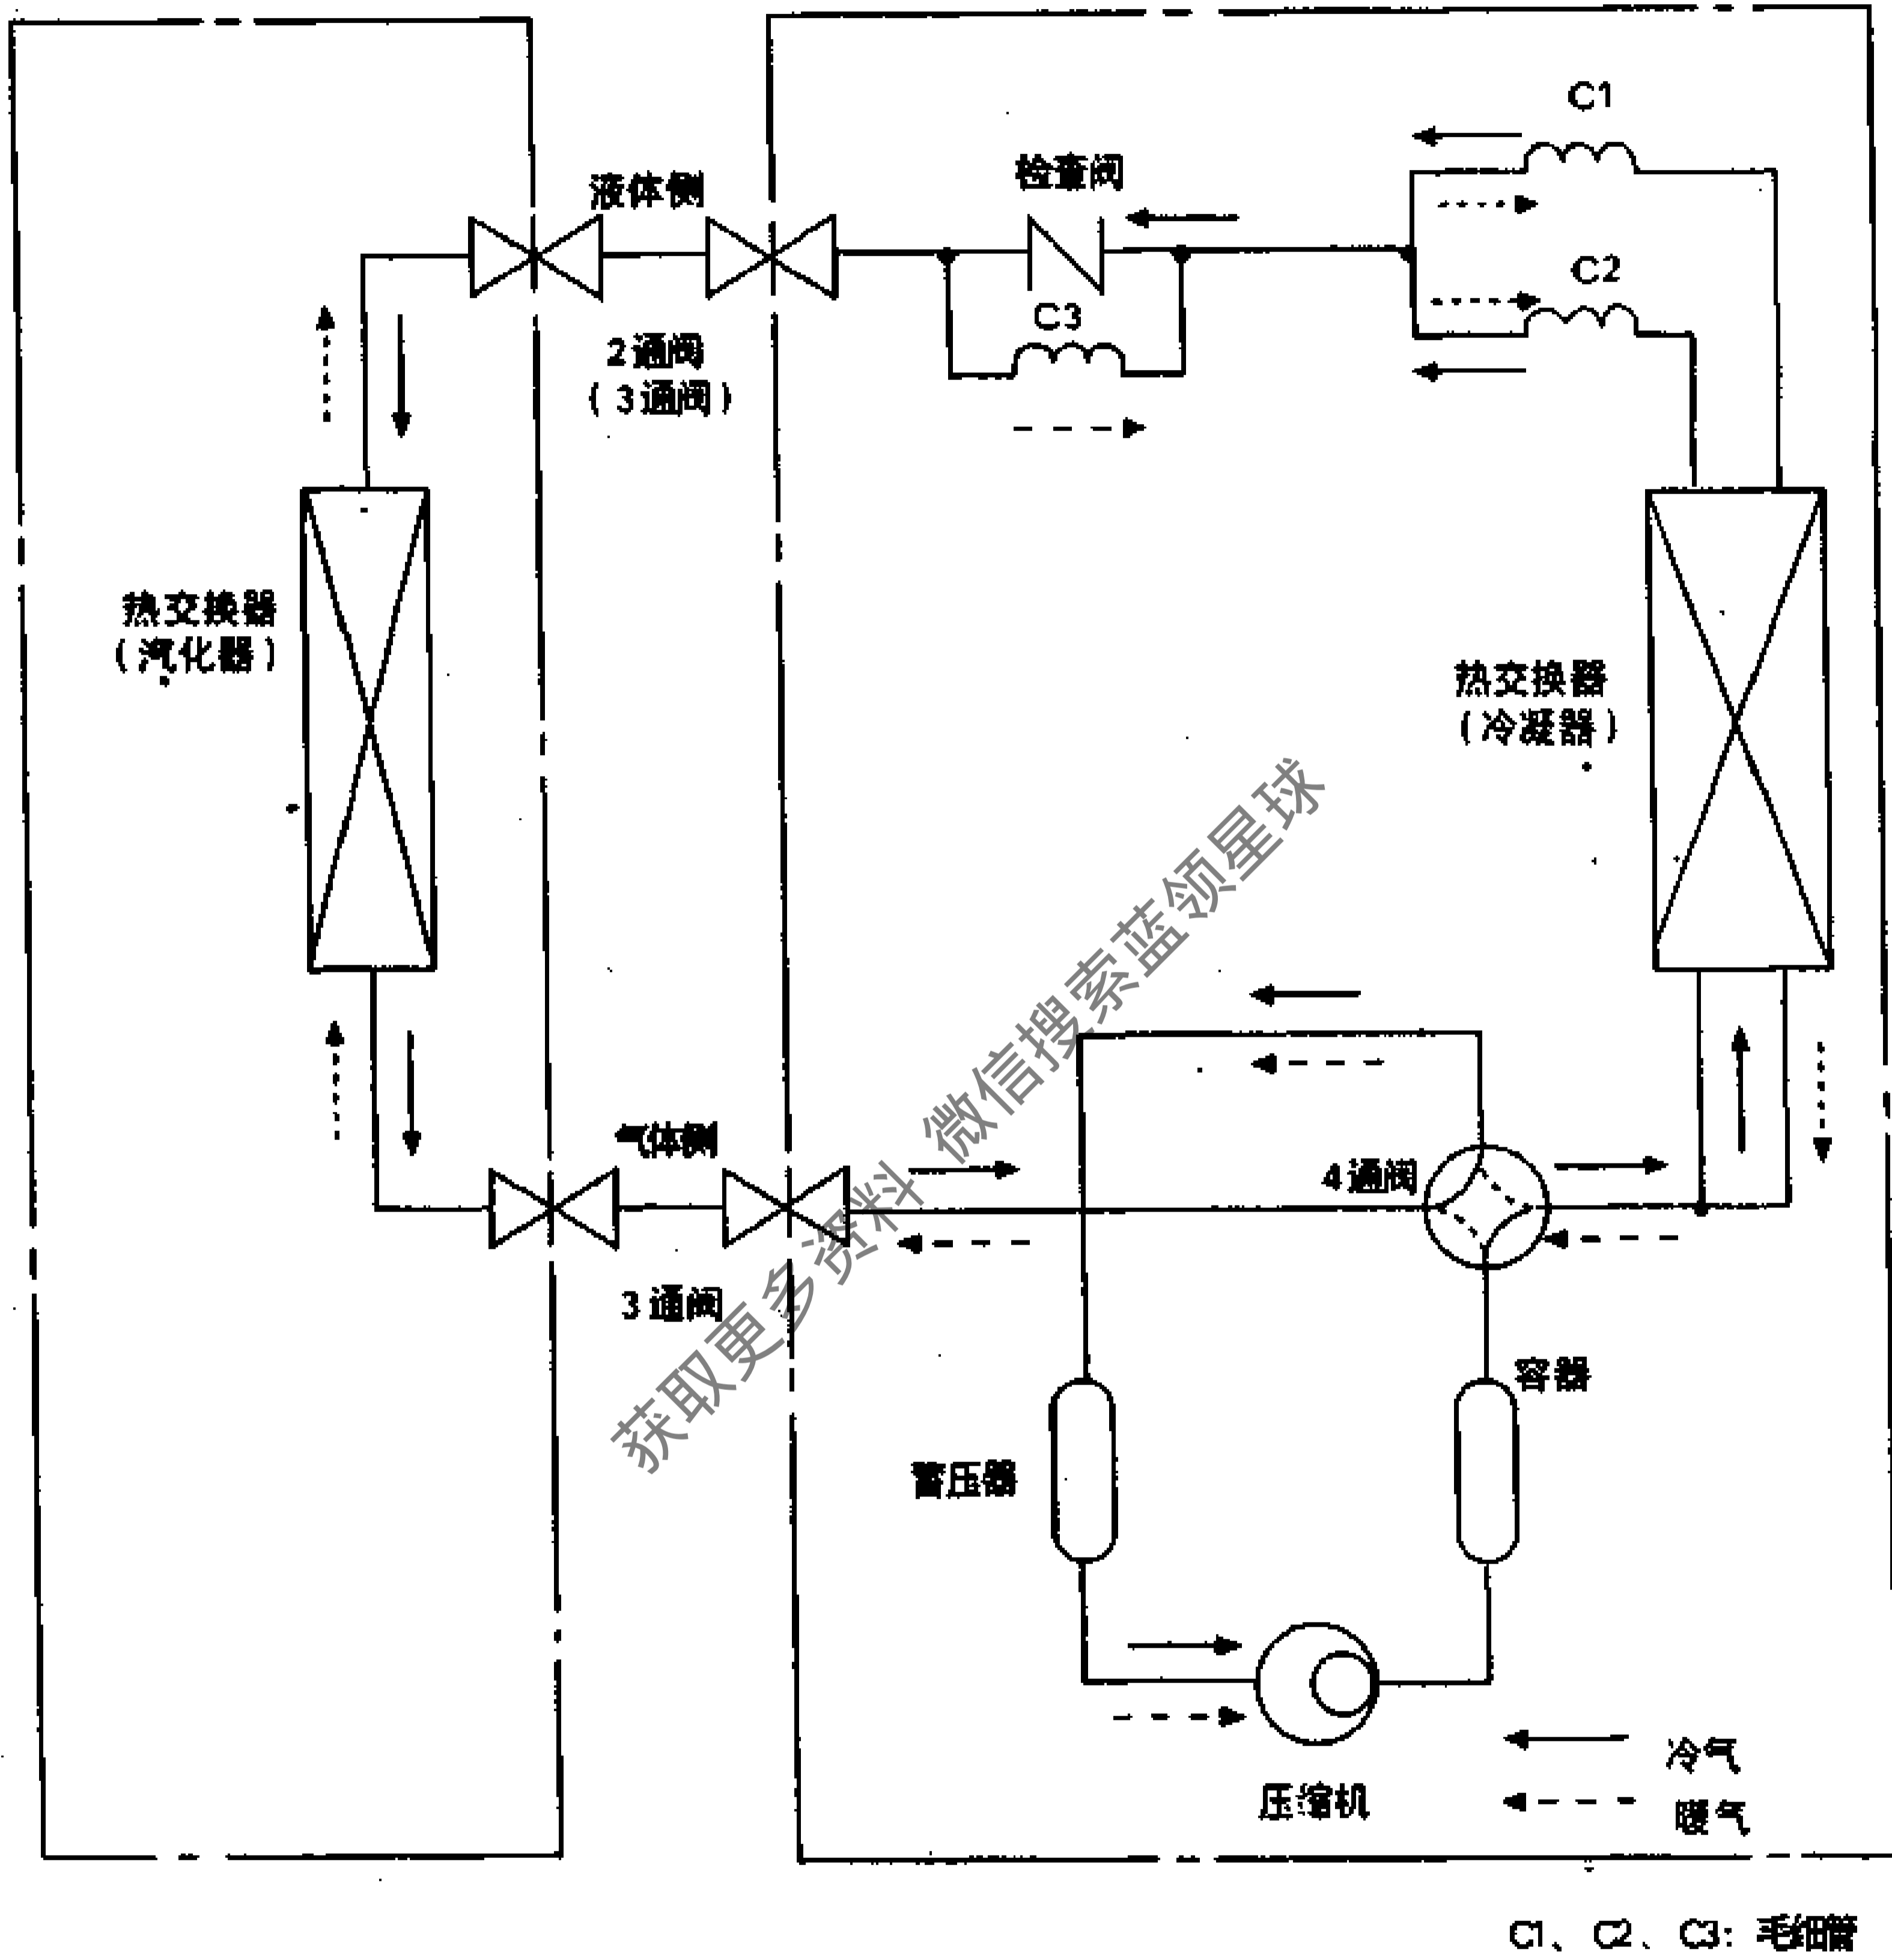 C1
液体侧
检查阀
C2
C3
2通阀
（3通阀）
热交换器
（汽化器）
热交换器
（冷凝器）
气体侧
4通阀
3通阀
容器
蓄压器
压缩机
冷气
暖气
C1、C2、C3：毛细管
获取更多资料 微信搜索蓝领星球